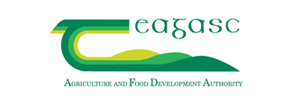 teagasc
AGRICULTURE AND FOOD DEVELOPMENT AUTHORITY